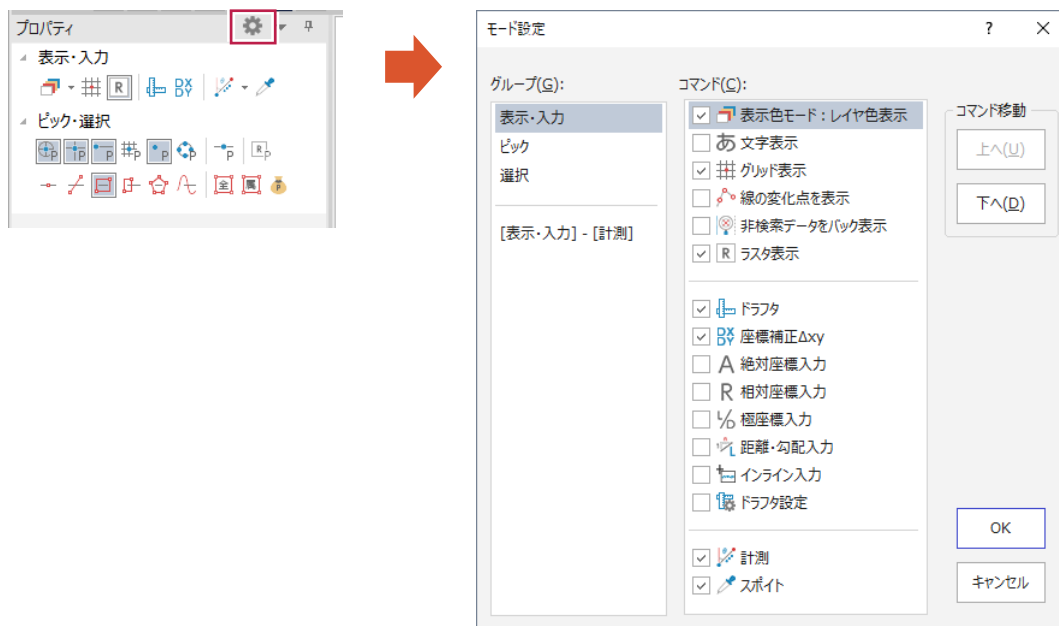 プロパティ
表示・入力
R
DX
DY
ピック・選択
P
P
P
P
P
P
P
R P
全
属
P
モード設定
?
グループ(G):
表示・入力
ピック
選択
[表示・入力] - [計測]
コマンド(C):
表示色モード：レイヤ色表示
あ 文字表示
グリッド表示
線の変化点を表示
非検索データをバック表示
R ラスタ表示
ドラフタ
DX
DY 座標補正Δxy
A 絶対座標入力
R 相対座標入力
L/D 極座標入力
L 距離・勾配入力
インライン入力
ドラフタ設定
計測
スポイト
コマンド移動
上へ(U)
下へ(D)
OK
キャンセル